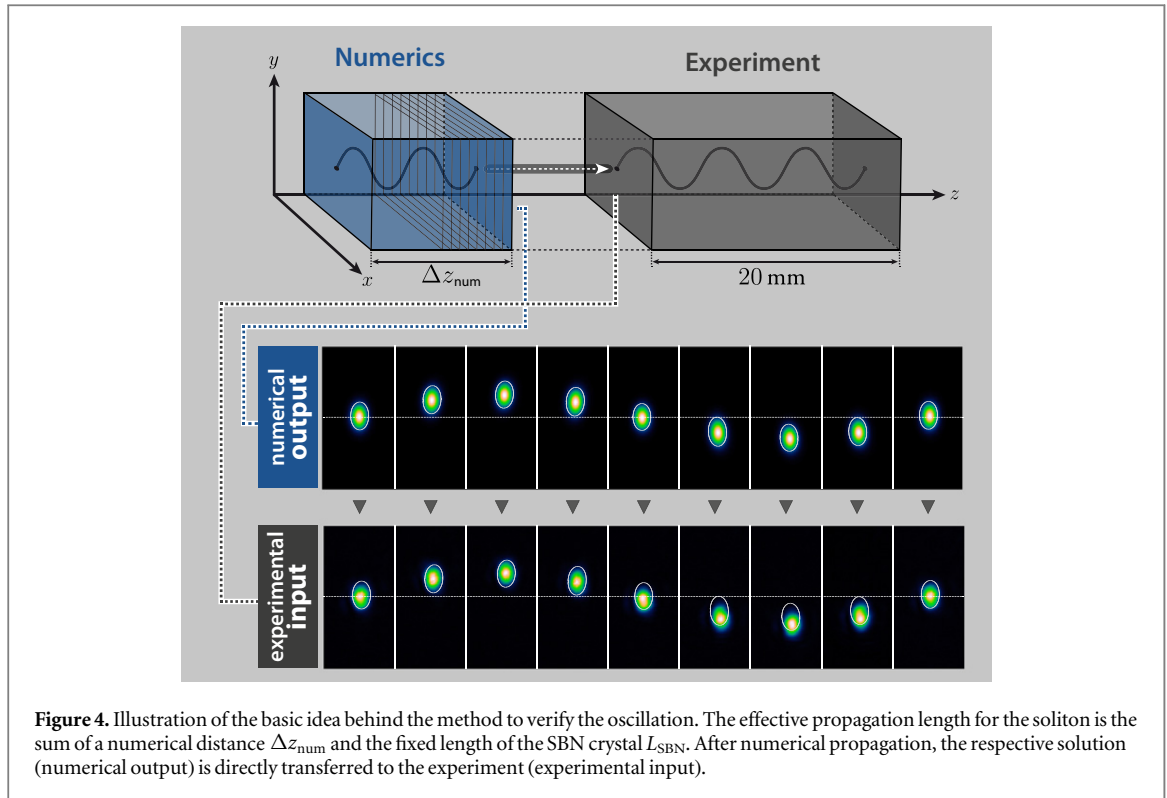 Numerics
Experiment
y
z
x
Δz_num
20 mm
numerical
output
experimental
input
Figure 4. Illustration of the basic idea behind the method to verify the oscillation. The effective propagation length for the soliton is the
sum of a numerical distance Δz_num and the fixed length of the SBN crystal L_SBN. After numerical propagation, the respective solution
(numerical output) is directly transferred to the experiment (experimental input).